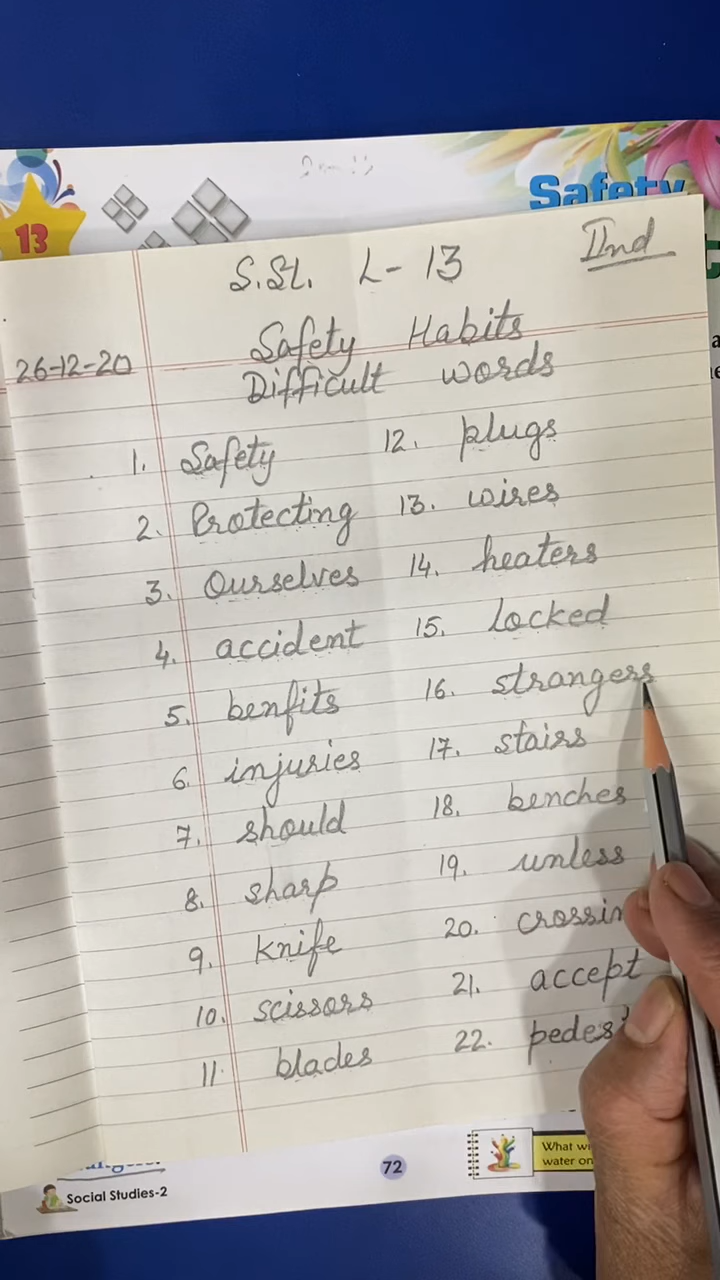 13
Safety
S.St. L-13
IInd
26-12-20
Safety Habits
Difficult words
1. Safety
2. Protecting
3. Ourselves
4. accident
5. benfits
6. injuries
7. should
8. sharp
9. knife
10. scissors
11. blades
12. plugs
13. wires
14. heaters
15. locked
16. strangers
17. stairs
18. benches
19. unless
20. crossin
21. accept
22. pedes
What wi
water on
72
Social Studies-2